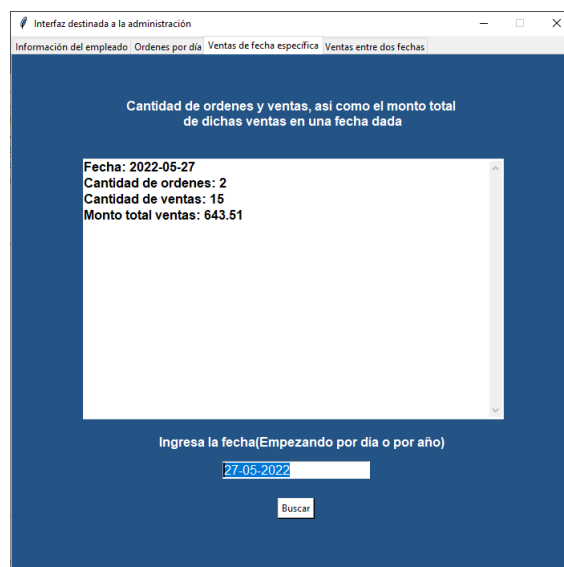 Interfaz destinada a la administración
Información del empleado Ordenes por día Ventas de fecha específica Ventas entre dos fechas
Cantidad de ordenes y ventas, asi como el monto total
de dichas ventas en una fecha dada
Fecha: 2022-05-27
Cantidad de ordenes: 2
Cantidad de ventas: 15
Monto total ventas: 643.51
Ingresa la fecha(Empezando por dia o por año)
27-05-2022
Buscar